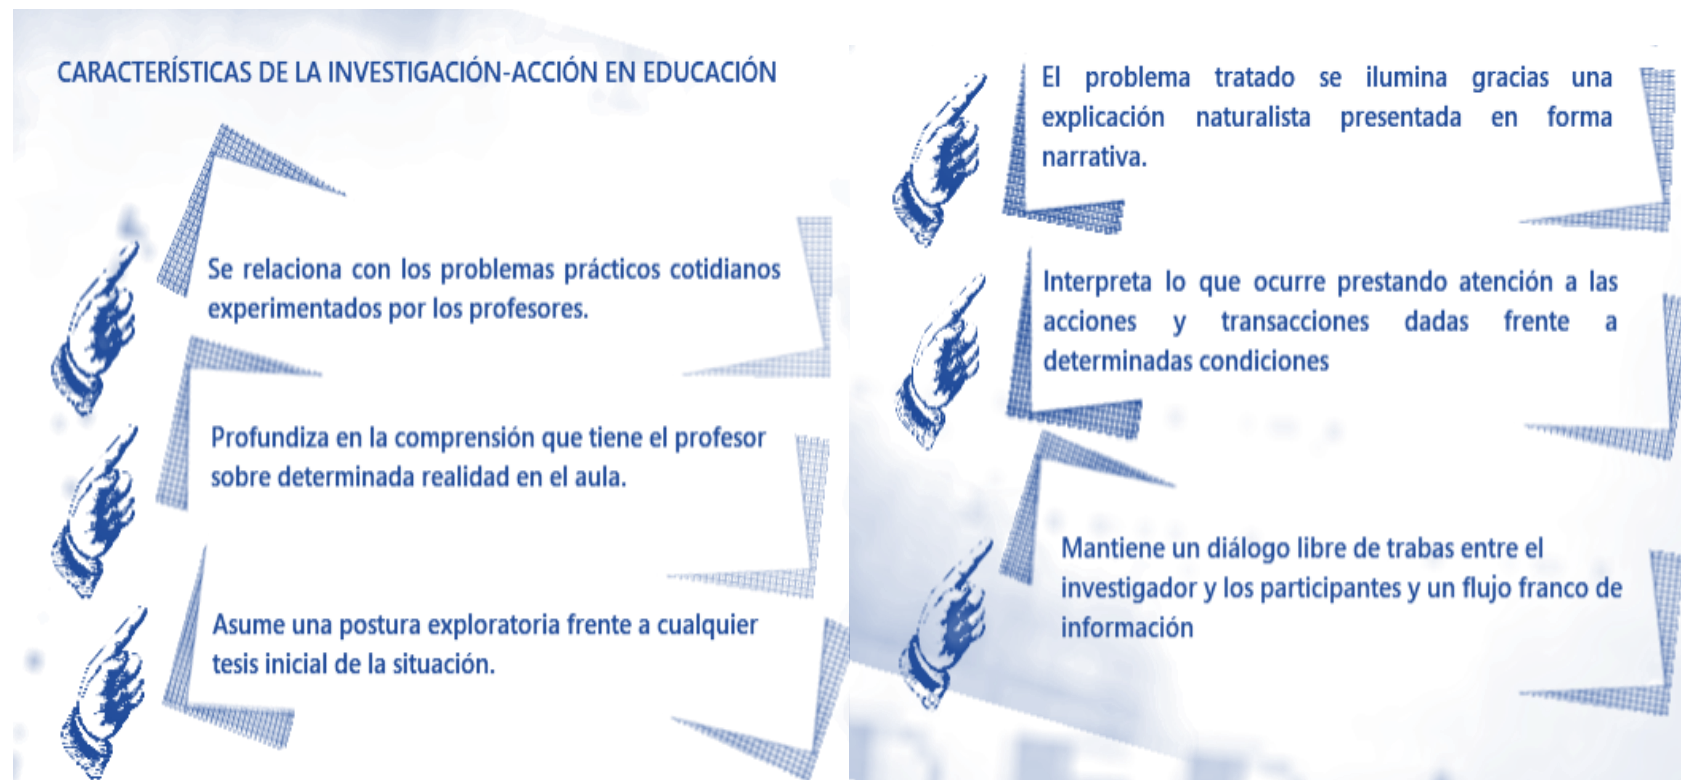 CARACTERÍSTICAS DE LA INVESTIGACIÓN-ACCIÓN EN EDUCACIÓN
Se relaciona con los problemas prácticos cotidianos
experimentados por los profesores.
Profundiza en la comprensión que tiene el profesor
sobre determinada realidad en el aula.
Asume una postura exploratoria frente a cualquier
tesis inicial de la situación.
El problema tratado se ilumina gracias una
explicación naturalista presentada en forma
narrativa.
Interpreta lo que ocurre prestando atención a las
acciones y transacciones dadas frente a
determinadas condiciones
Mantiene un diálogo libre de trabas entre el
investigador y los participantes y un flujo franco de
información